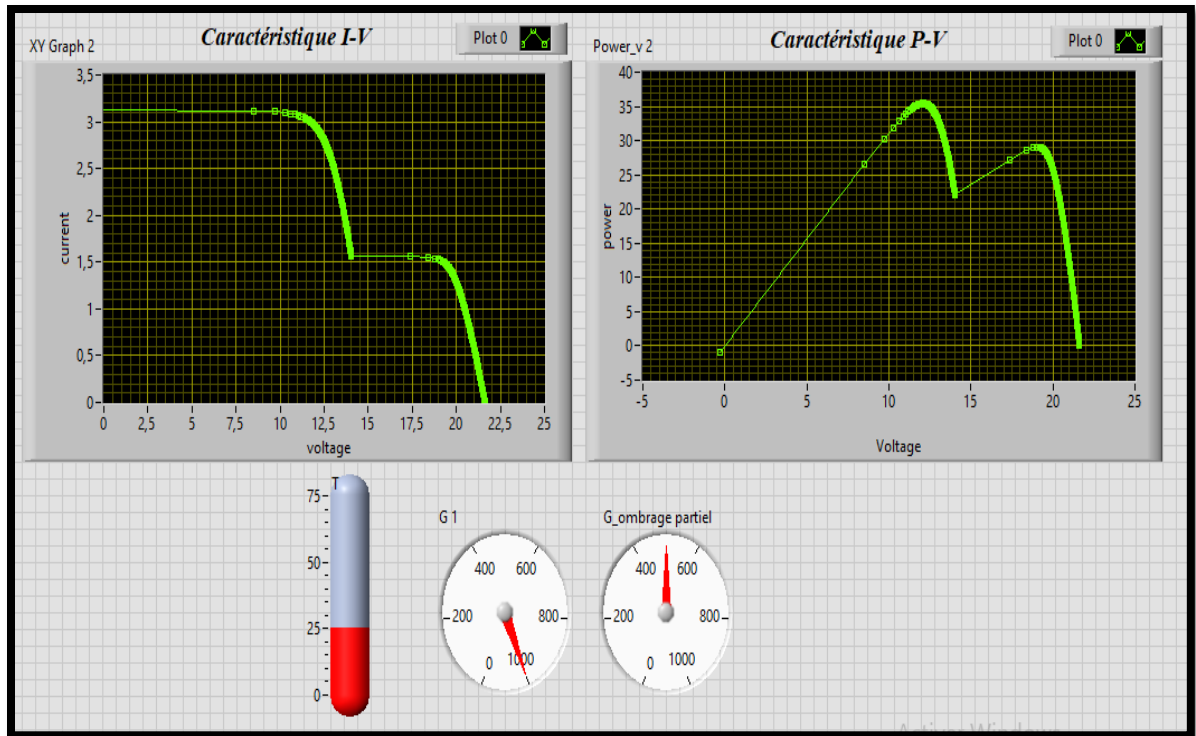 Caractéristique I-V
XY Graph 2
Plot 0
3,5-
3-
2,5-
2-
1,5-
1-
0,5-
0-
current
0 2,5 5 7,5 10 12,5 15 17,5 20 22,5 25
voltage
Caractéristique P-V
Power_v 2
Plot 0
40-
35-
30-
25-
20-
15-
10-
5-
0-
-5-
power
-5 0 5 10 15 20 25
Voltage
T
75-
50-
25-
0-
G 1
400 600
200 800
0 1000
G_ombrage partiel
400 600
200 800
0 1000